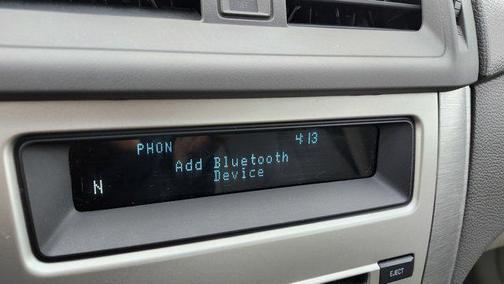 PHON 4:13
Add Bluetooth
Device
N
EJECT